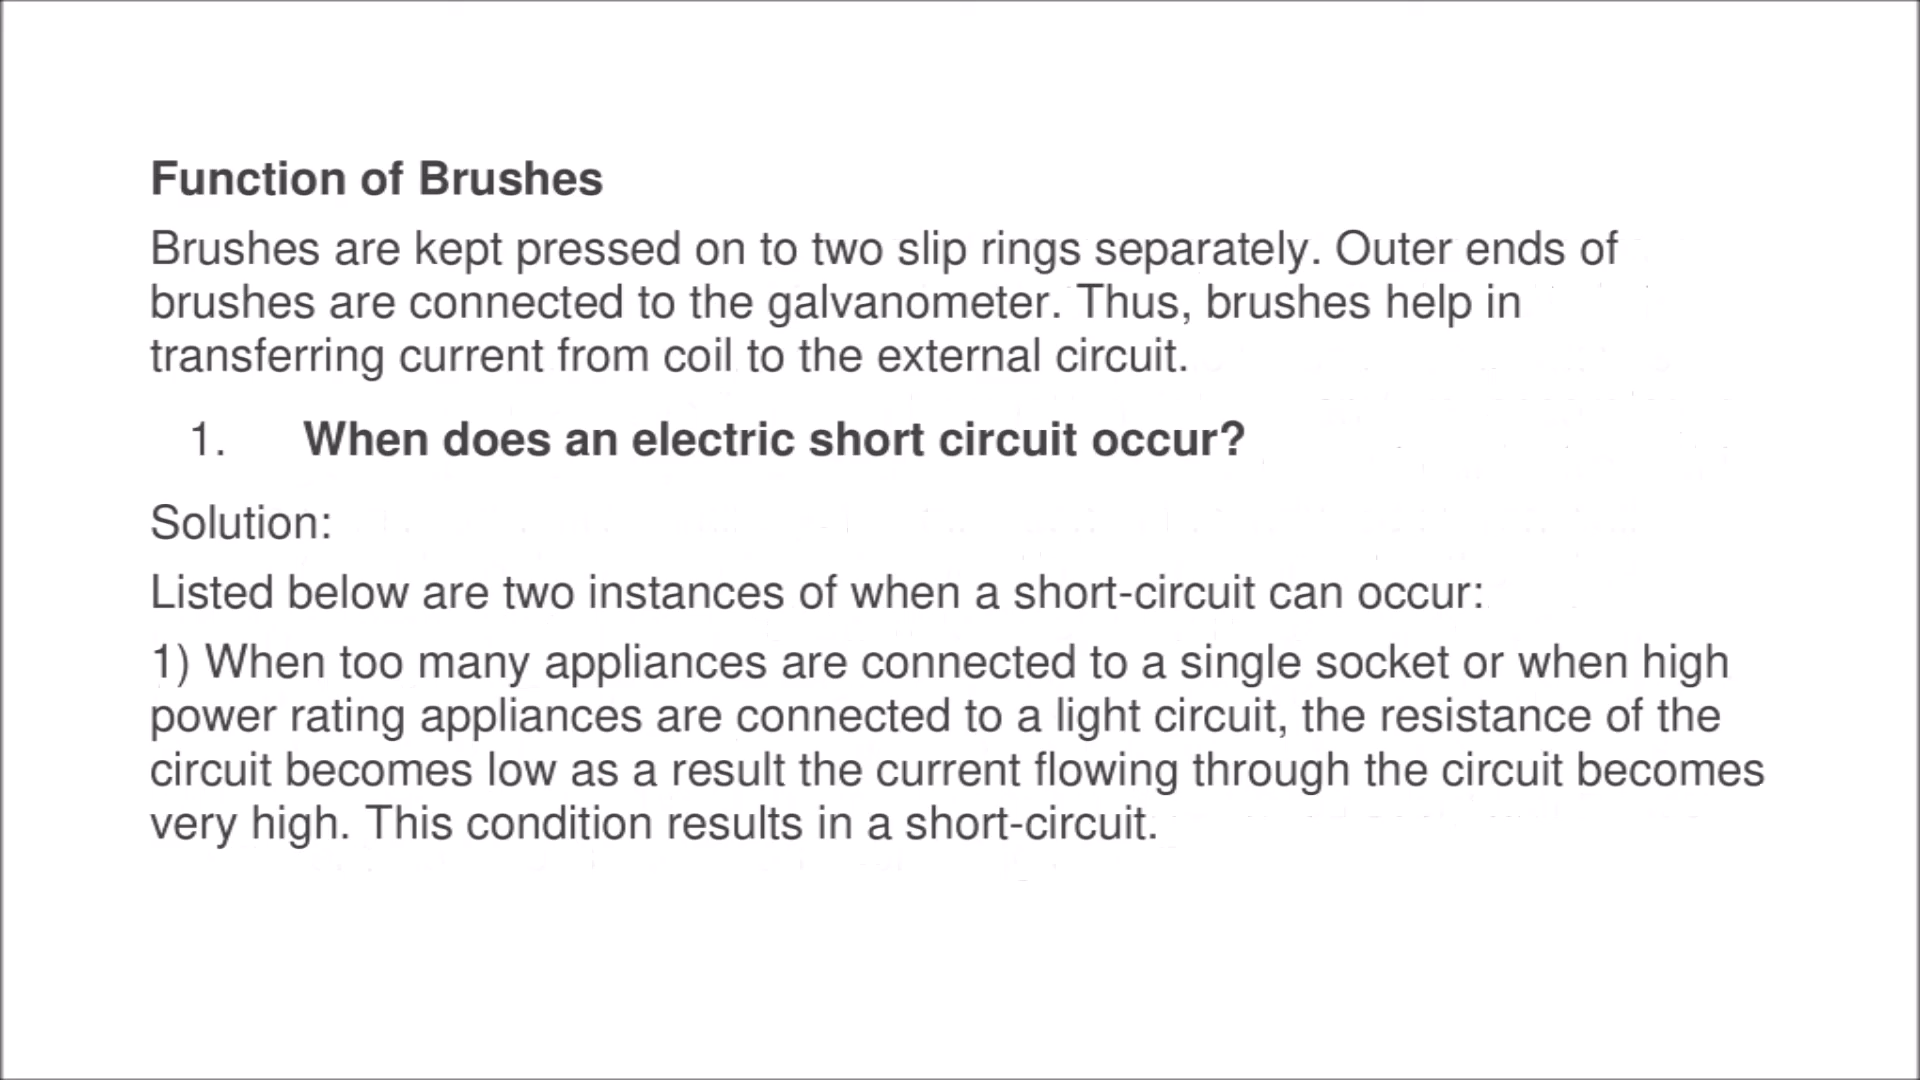 Function of Brushes
Brushes are kept pressed on to two slip rings separately. Outer ends of
brushes are connected to the galvanometer. Thus, brushes help in
transferring current from coil to the external circuit.
1. When does an electric short circuit occur?
Solution:
Listed below are two instances of when a short-circuit can occur:
1) When too many appliances are connected to a single socket or when high
power rating appliances are connected to a light circuit, the resistance of the
circuit becomes low as a result the current flowing through the circuit becomes
very high. This condition results in a short-circuit.